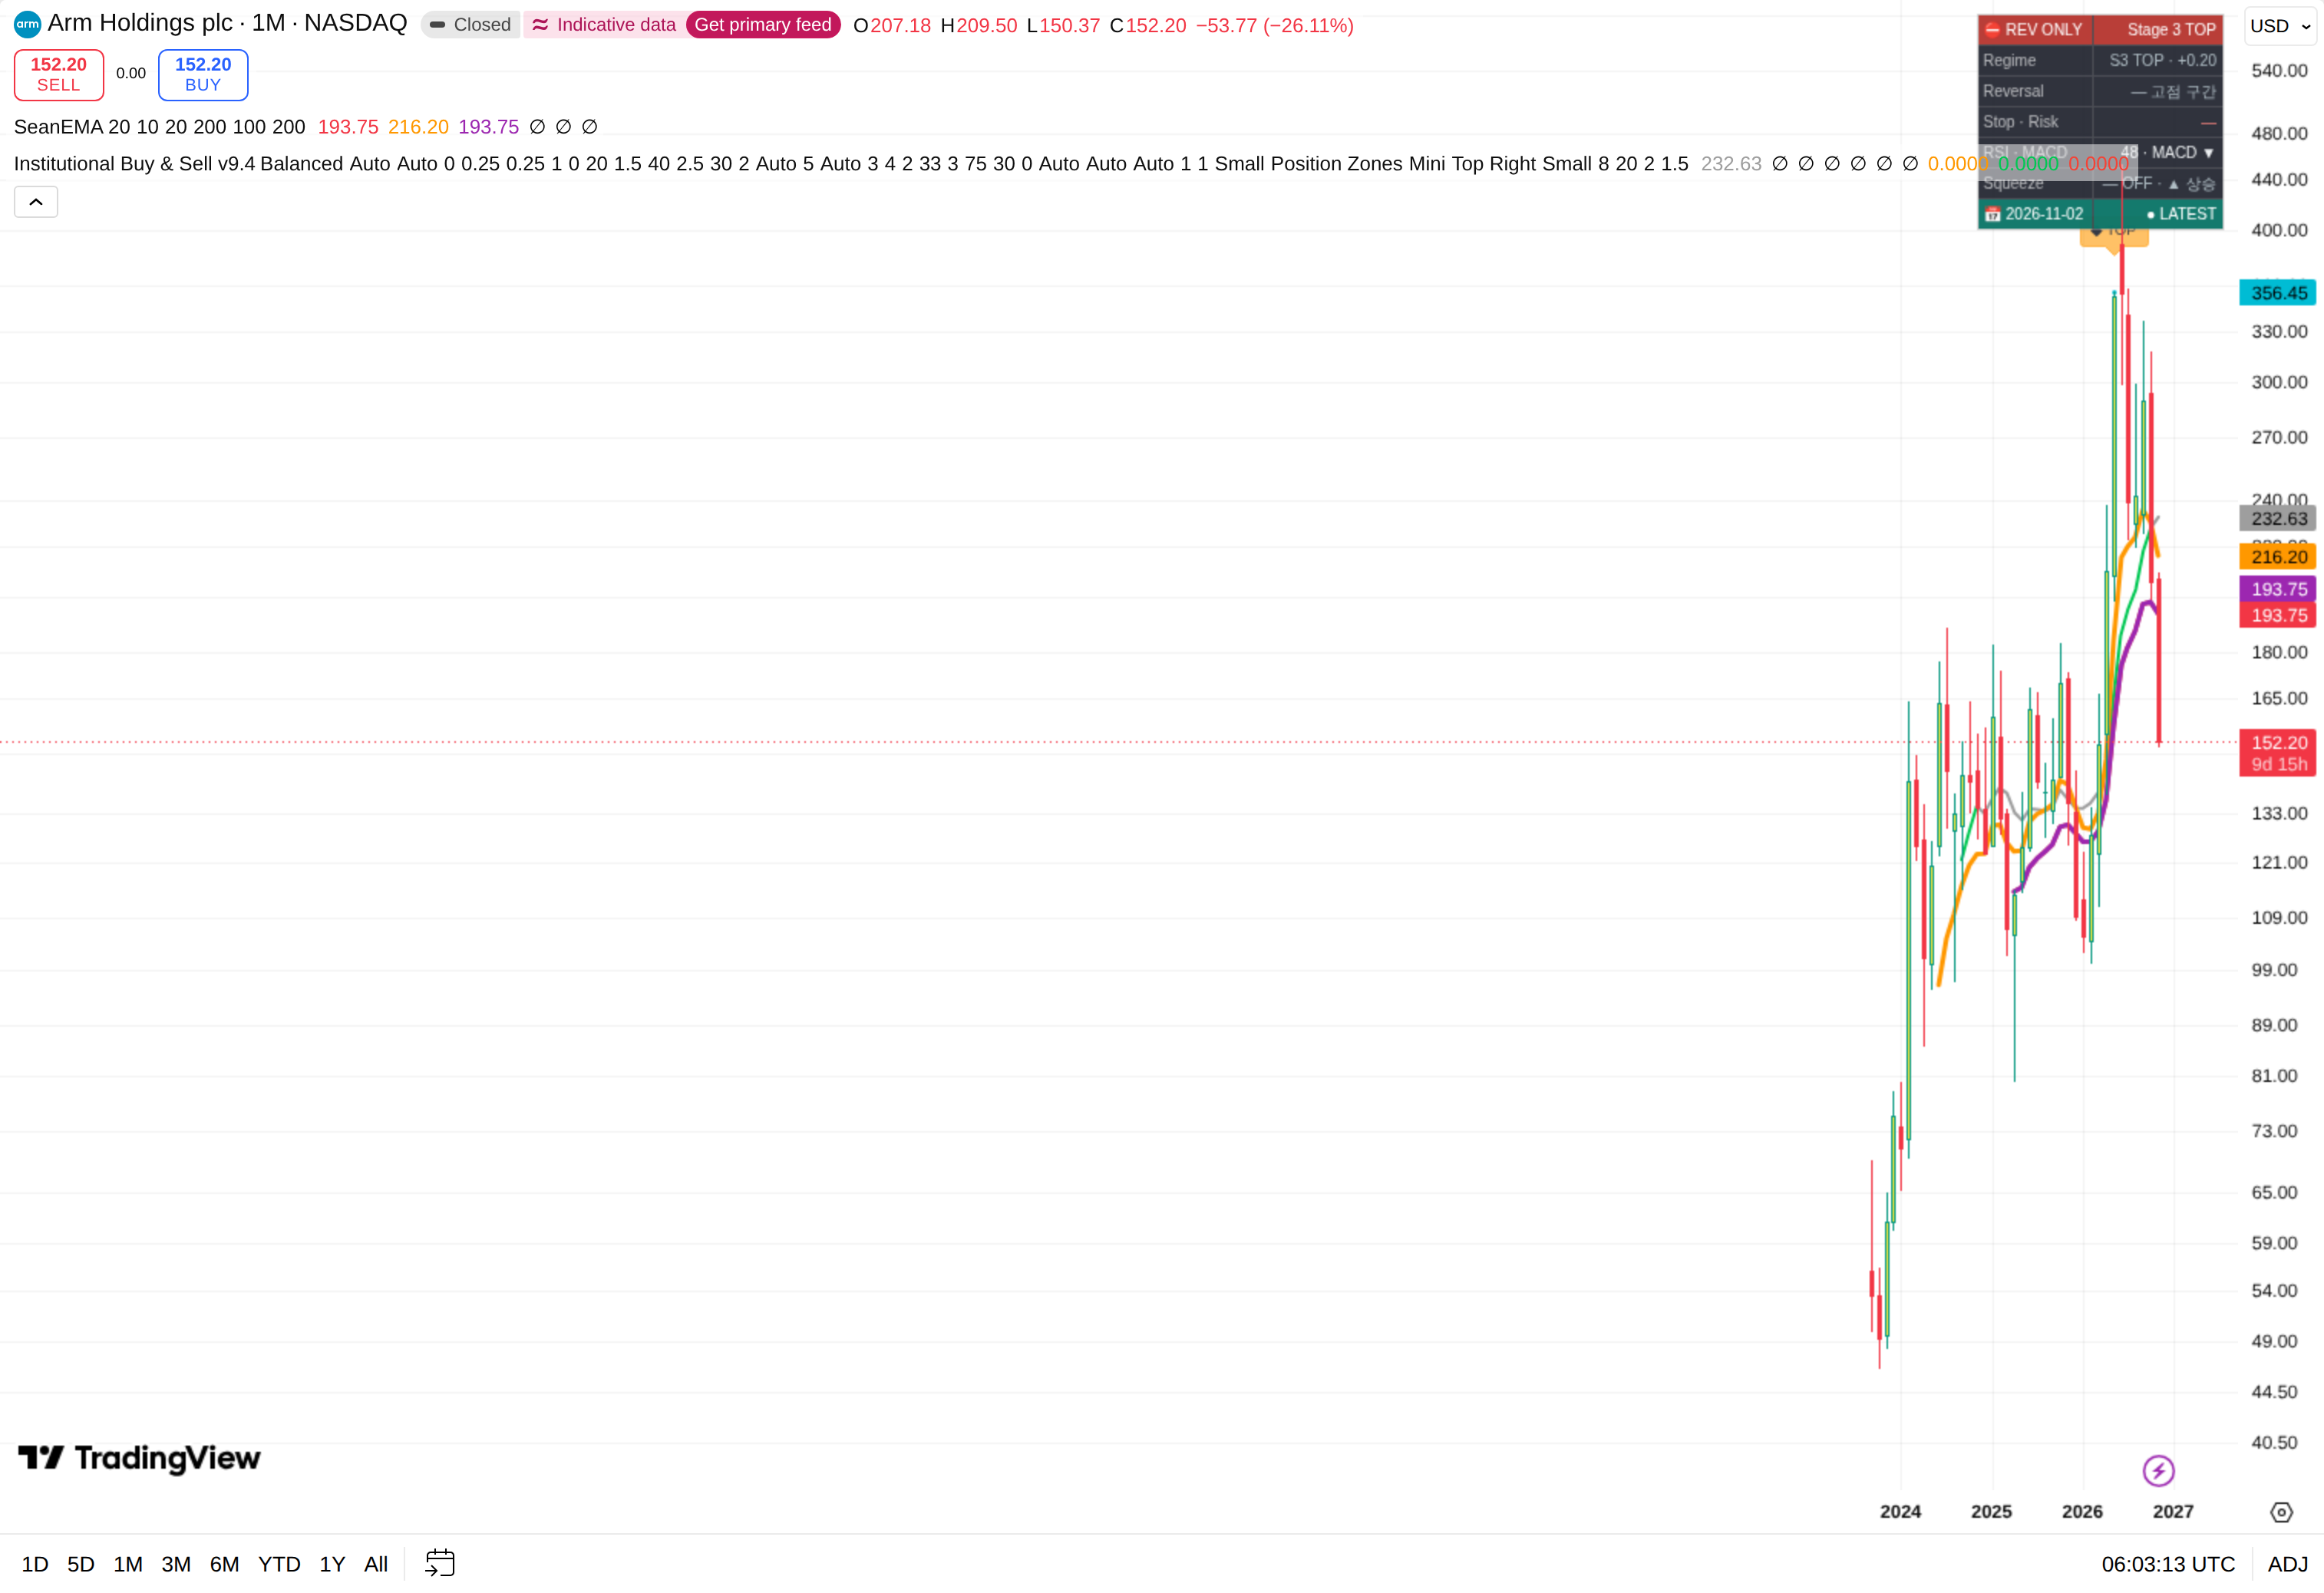 arm Arm Holdings plc · 1M · NASDAQ Closed Indicative data Get primary feed O207.18 H209.50 L150.37 C152.20 −53.77 (−26.11%)
152.20 SELL 0.00 152.20 BUY
SeanEMA 20 10 20 200 100 200 193.75 216.20 193.75 ∅ ∅ ∅
Institutional Buy & Sell v9.4 Balanced Auto Auto 0 0.25 0.25 1 0 20 1.5 40 2.5 30 2 Auto 5 Auto 3 4 2 33 3 75 30 0 Auto Auto Auto 1 1 Small Position Zones Mini Top Right Small 8 20 2 1.5 232.63 ∅ ∅ ∅ ∅ ∅ ∅ 0.0000 0.0000 0.0000
⛔ REV ONLY Stage 3 TOP
Regime S3 TOP · +0.20
Reversal — 고점 구간
Stop · Risk —
RSI · MACD 48 · MACD ▼
Squeeze — OFF · ▲ 상승
📅 2026-11-02 ● LATEST
◆ TOP
USD
540.00
480.00
440.00
400.00
356.45
330.00
300.00
270.00
240.00
232.63
216.20
193.75
193.75
180.00
165.00
152.20
9d 15h
133.00
121.00
109.00
99.00
89.00
81.00
73.00
65.00
59.00
54.00
49.00
44.50
40.50
TradingView
2024 2025 2026 2027
1D 5D 1M 3M 6M YTD 1Y All 06:03:13 UTC ADJ